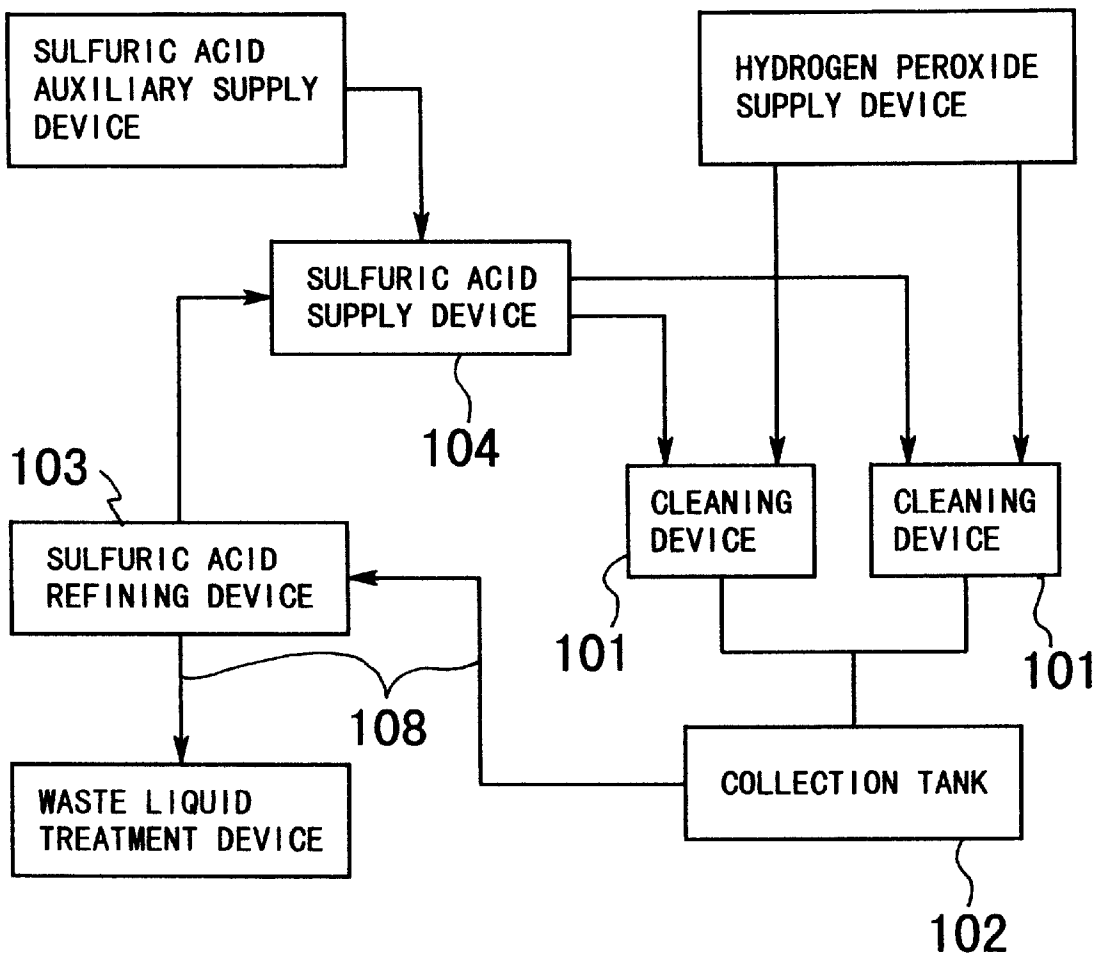 SULFURIC ACID
AUXILIARY SUPPLY
DEVICE
HYDROGEN PEROXIDE
SUPPLY DEVICE
SULFURIC ACID
SUPPLY DEVICE
104
103
CLEANING
DEVICE
CLEANING
DEVICE
SULFURIC ACID
REFINING DEVICE
101
101
108
WASTE LIQUID
TREATMENT DEVICE
COLLECTION TANK
102